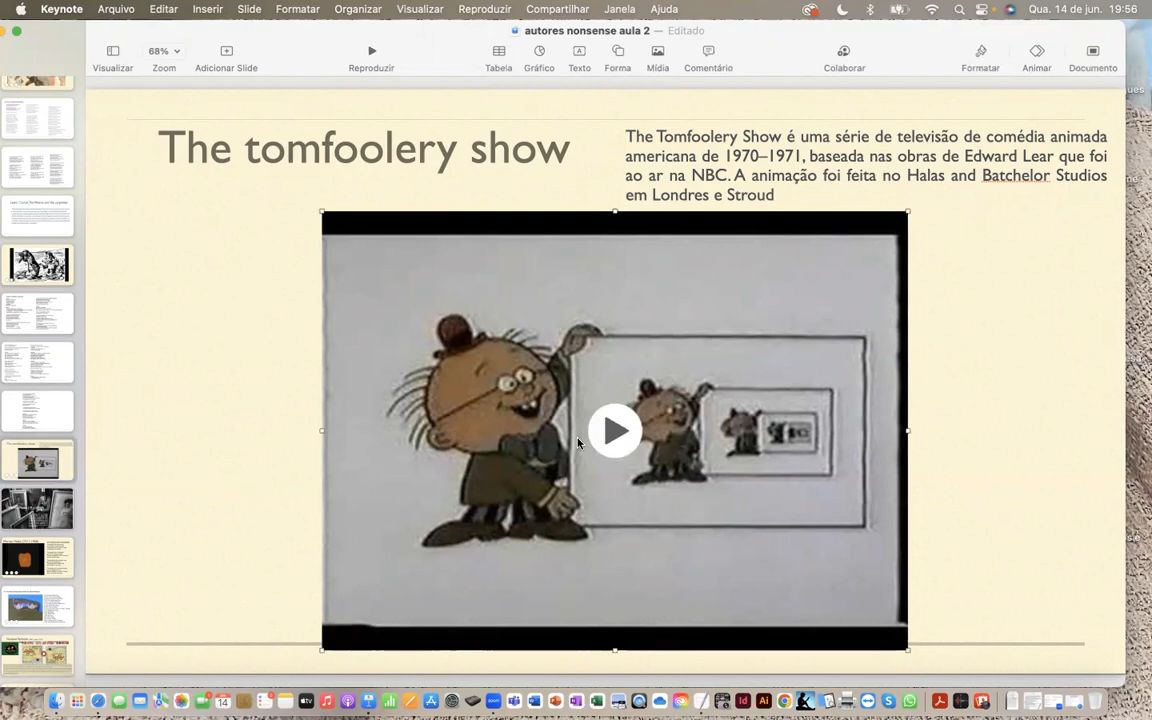 Keynote Arquivo Editar Inserir Slide Formatar Organizar Visualizar Reproduzir Compartilhar Janela Ajuda Qua. 14 de jun. 19:56
autores nonsense aula 2 — Editado
68%
Visualizar Zoom Adicionar Slide Reproduzir Tabela Gráfico Texto Forma Mídia Comentário Colaborar Formatar Animar Documento
The tomfoolery show
The Tomfoolery Show é uma série de televisão de comédia animada
americana de 1970–1971, baseada nas obras de Edward Lear que foi
ao ar na NBC. A animação foi feita no Halas and Batchelor Studios
em Londres e Stroud